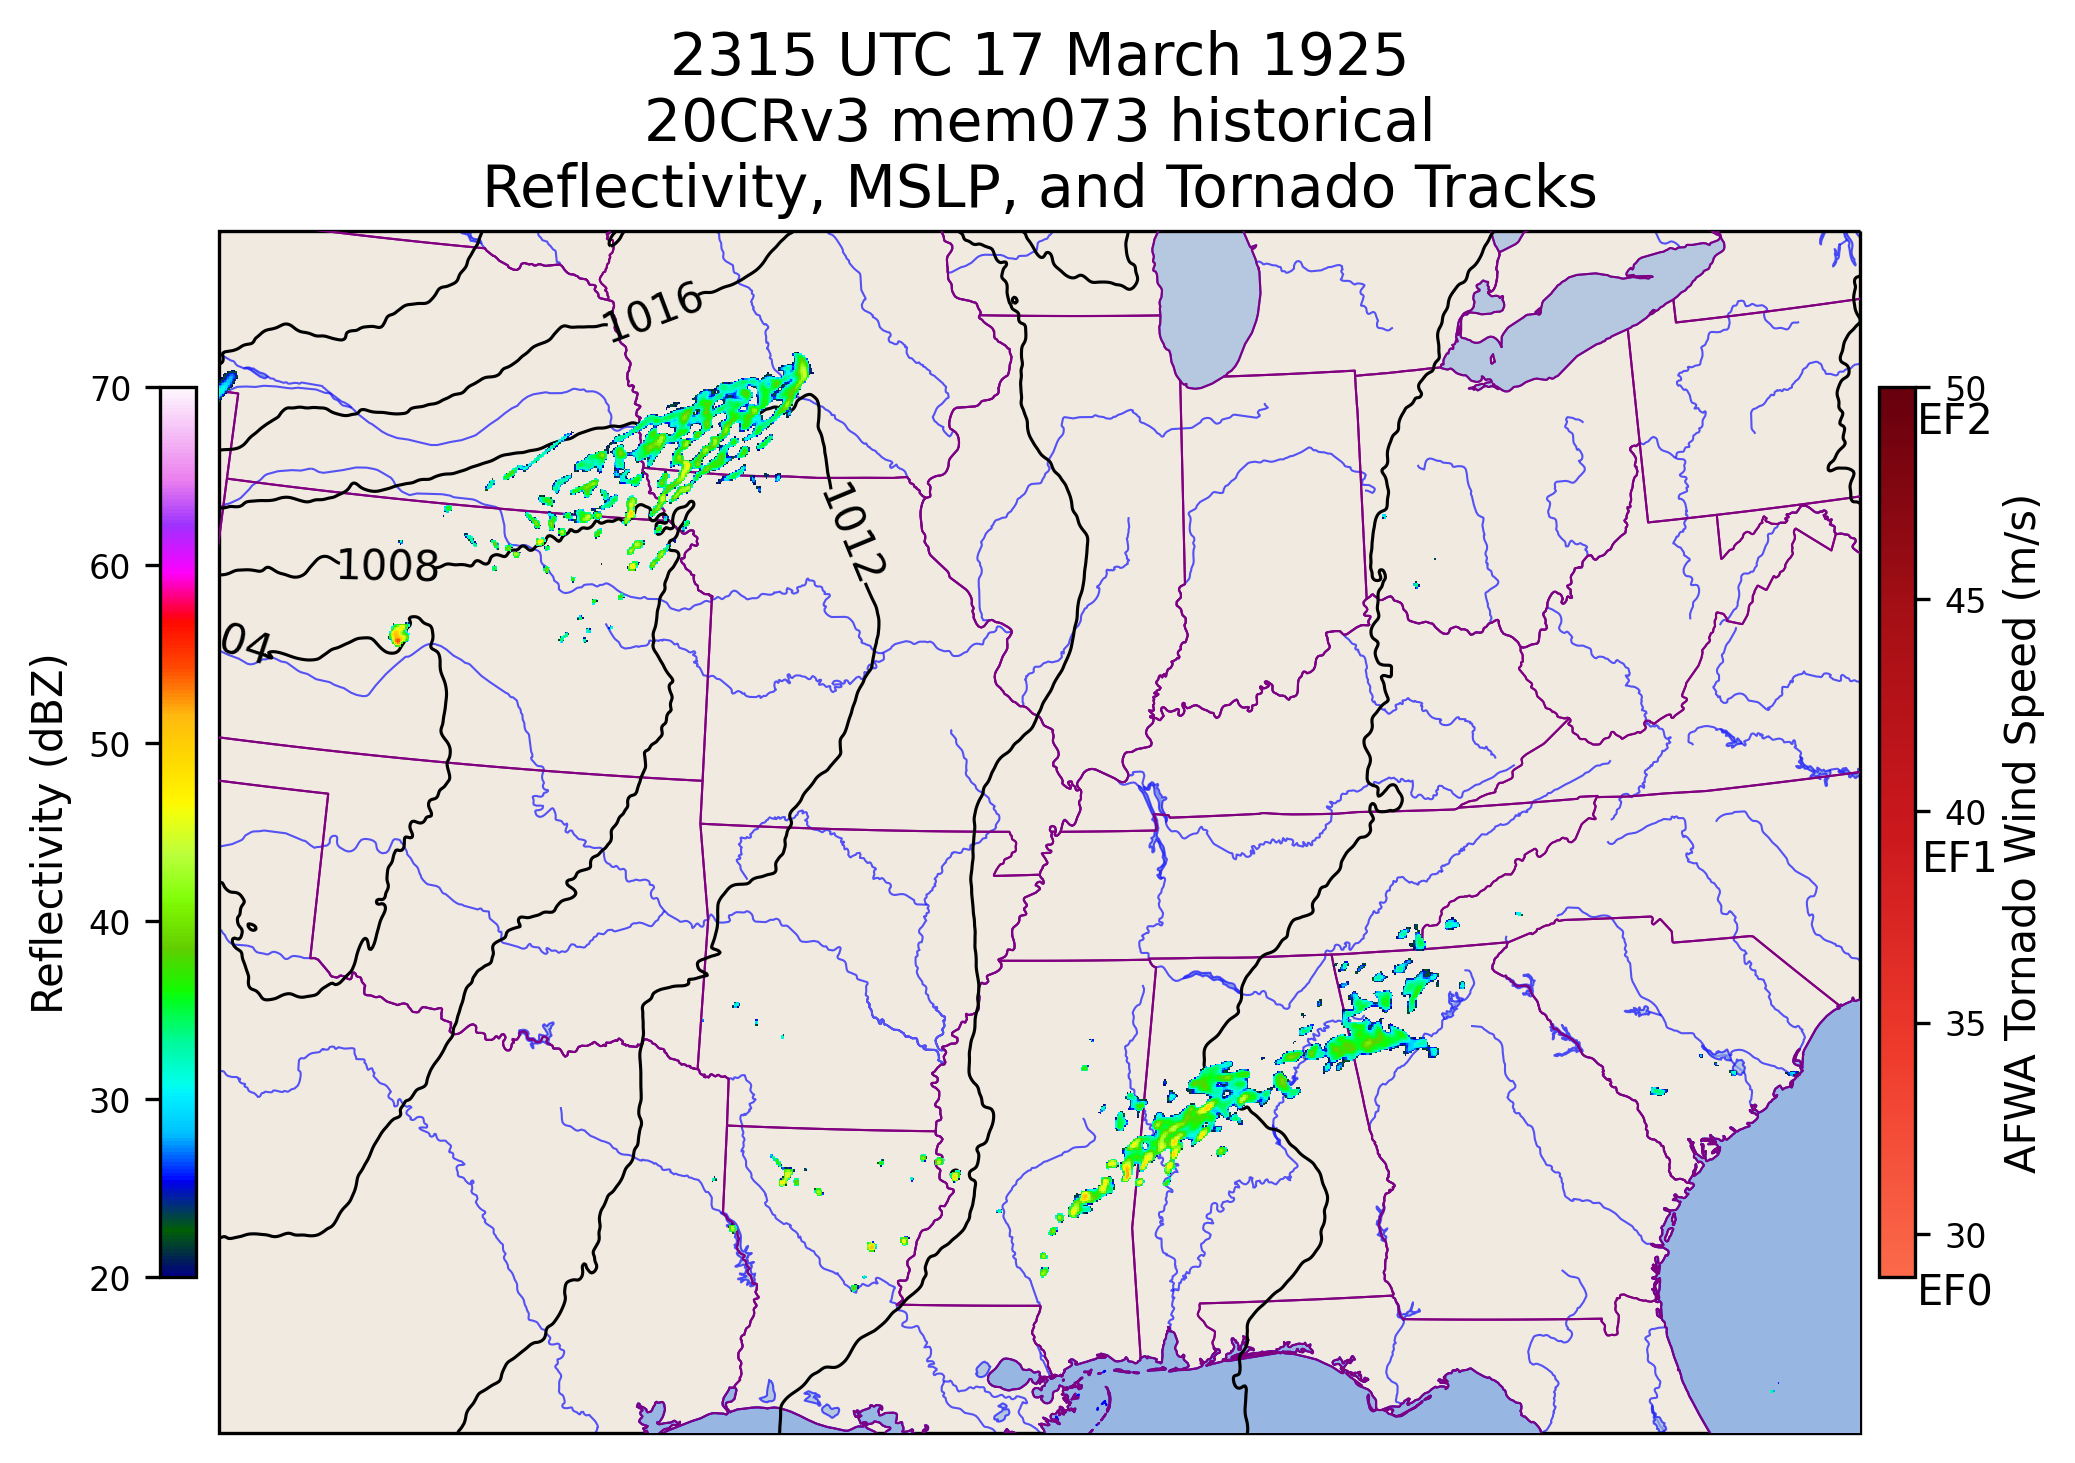 2315 UTC 17 March 1925
20CRv3 mem073 historical
Reflectivity, MSLP, and Tornado Tracks
1016
1012
1008
04
70
60
50
40
30
20
Reflectivity (dBZ)
50
EF2
45
40
EF1
35
30
EF0
AFWA Tornado Wind Speed (m/s)